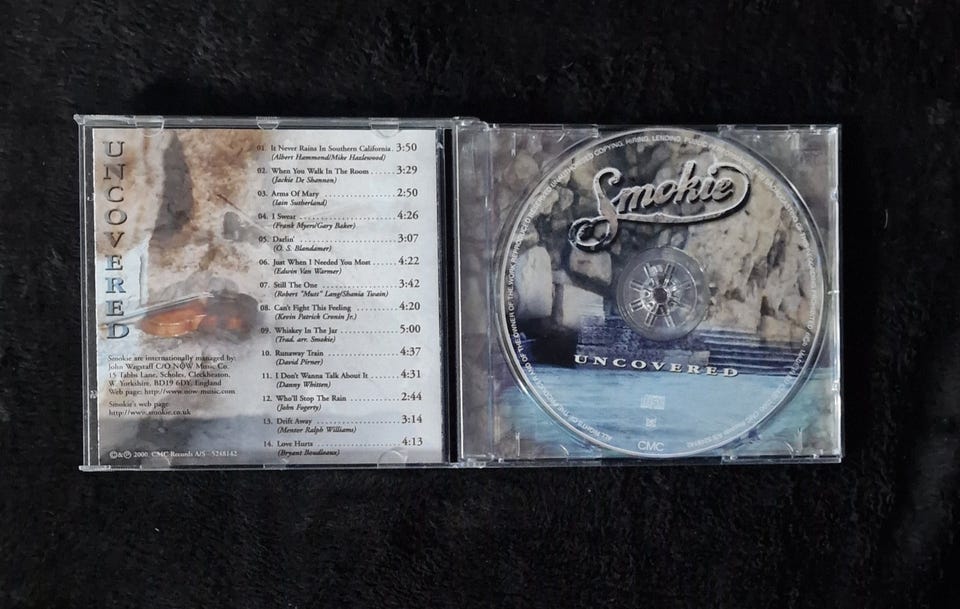 UNCOVERED
01. It Never Rains In Southern California. 3:50
(Albert Hammond/Mike Hazlewood)
02. When You Walk In The Room ...... 3:29
(Jackie De Shannon)
03. Arms Of Mary ................ 2:50
(Iain Sutherland)
04. I Swear ..................... 4:26
(Frank Myers/Gary Baker)
05. Darlin' ..................... 3:07
(O. S. Blandamer)
06. Just When I Needed You Most ...... 4:22
(Edwin Van Warmer)
07. Still The One ............... 3:42
(Robert "Mutt" Lang/Shania Twain)
08. Can't Fight This Feeling ......... 4:20
(Kevin Patrick Cronin Jr.)
09. Whiskey In The Jar ............ 5:00
(Trad. arr. Smokie)
10. Runaway Train ............... 4:37
(David Pirner)
11. I Don't Wanna Talk About It ...... 4:31
(Danny Whitten)
12. Who'll Stop The Rain ......... 2:44
(John Fogerty)
13. Drift Away .................. 3:14
(Mentor Ralph Williams)
14. Love Hurts .................. 4:13
(Bryant Boudleaux)
Smokie are internationally managed by:
John Wagstaff C/O NOW Music, Co.
15 Tabbs Lane, Scholes, Cleckheaton,
W. Yorkshire, BD19 6DY, England
Web page: http://www.now-music.com
Smokie's web page
http://www.smokie.co.uk
©&℗ 2000 CMC Records A/S - 5248142
Smokie
UNCOVERED
CMC